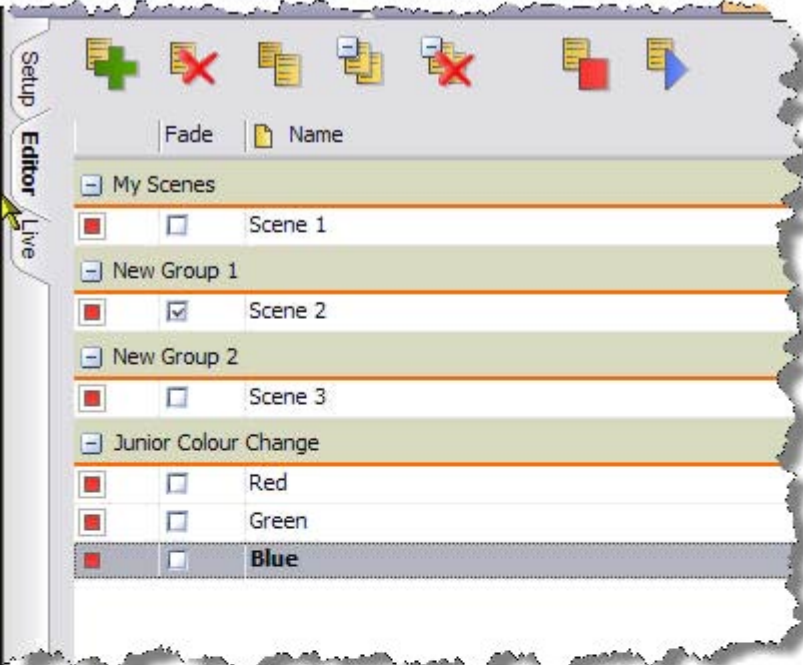 Setup
Editor
Live
Fade Name
My Scenes
Scene 1
New Group 1
Scene 2
New Group 2
Scene 3
Junior Colour Change
Red
Green
Blue